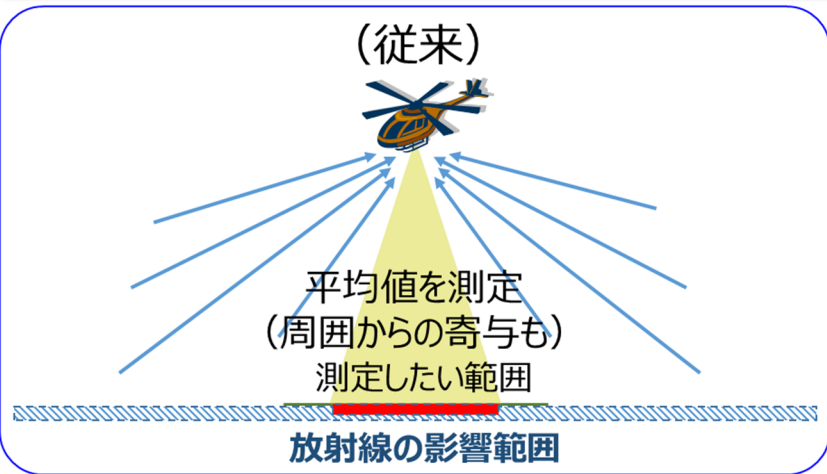 （従来）
平均値を測定
（周囲からの寄与も）
測定したい範囲
放射線の影響範囲